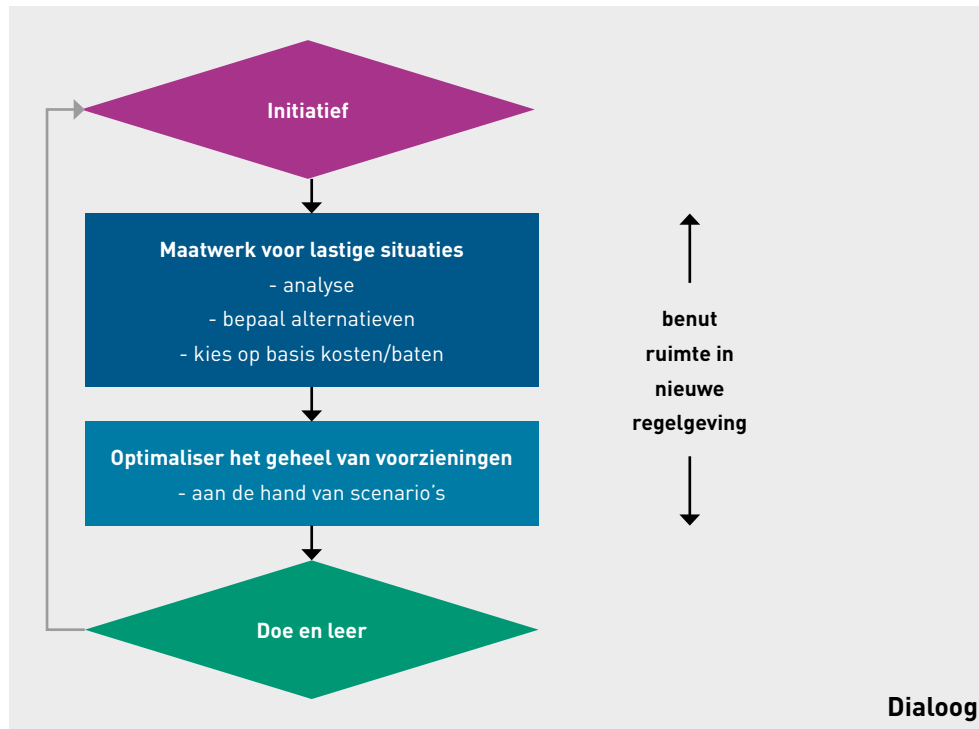 Initiatief
Maatwerk voor lastige situaties
- analyse
- bepaal alternatieven
- kies op basis kosten/baten
Optimaliser het geheel van voorzieningen
- aan de hand van scenario's
Doe en leer
benut
ruimte in
nieuwe
regelgeving
Dialoog